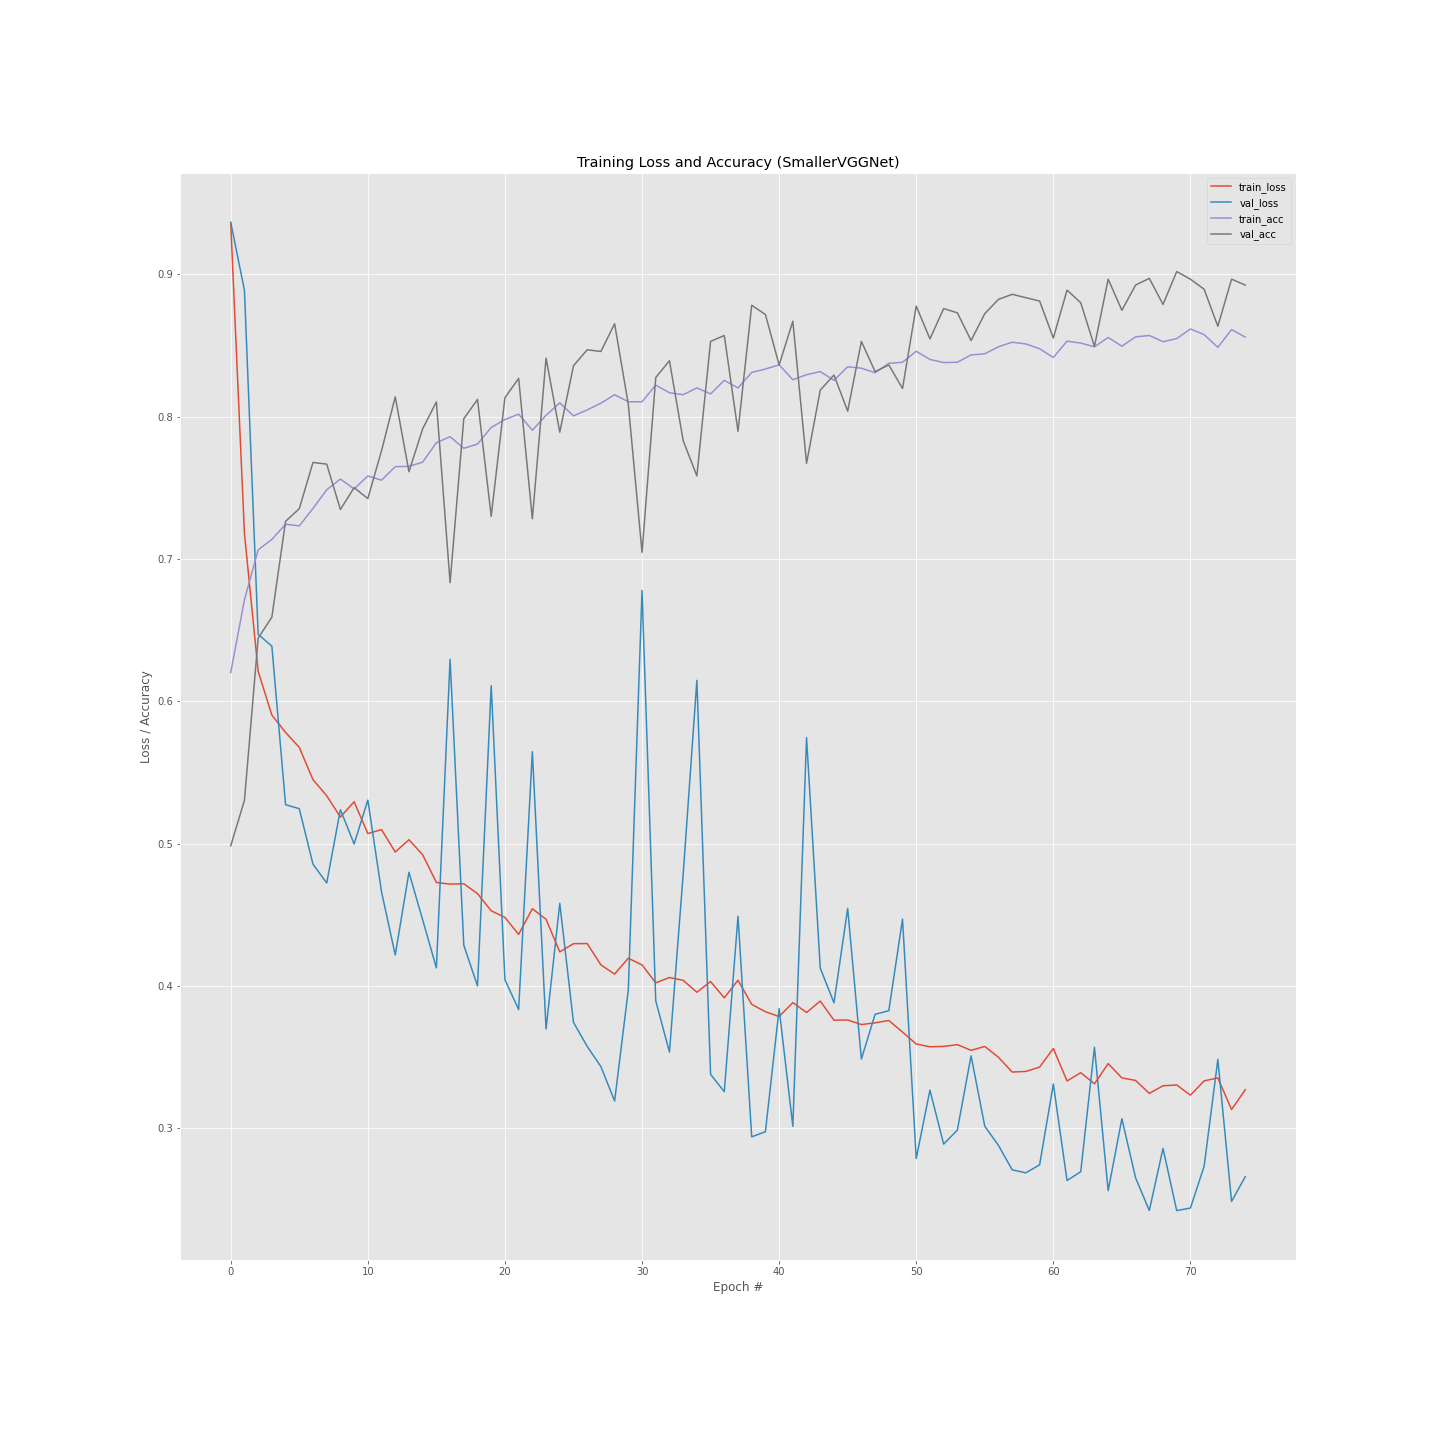 Training Loss and Accuracy (SmallerVGGNet)
train_loss
val_loss
train_acc
val_acc
0.9
0.8
0.7
0.6
0.5
0.4
0.3
Loss / Accuracy
0 10 20 30 40 50 60 70
Epoch #